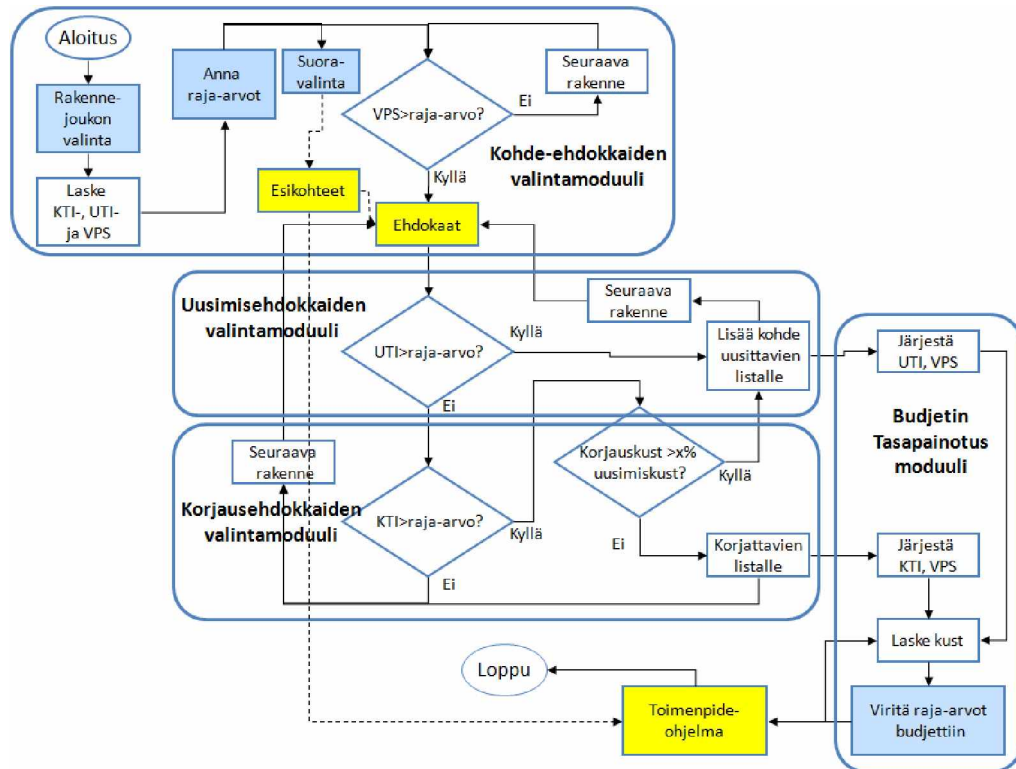 Aloitus
Rakenne-
joukon
valinta
Laske
KTI-, UTI-
ja VPS
Anna
raja-arvot
Suora-
valinta
VPS>raja-arvo?
Ei
Seuraava
rakenne
Kyllä
Kohde-ehdokkaiden
valintamoduuli
Esikohteet
Ehdokaat
Uusimisehdokkaiden
valintamoduuli
UTI>raja-arvo?
Kyllä
Ei
Seuraava
rakenne
Lisää kohde
uusittavien
listalle
Järjestä
UTI, VPS
Budjetin
Tasapainotus
moduuli
Seuraava
rakenne
Korjausehdokkaiden
valintamoduuli
KTI>raja-arvo?
Kyllä
Ei
Korjauskust >x%
uusimiskust?
Kyllä
Ei
Korjattavien
listalle
Järjestä
KTI, VPS
Laske kust
Viritä raja-arvot
budjettiin
Toimenpide-
ohjelma
Loppu